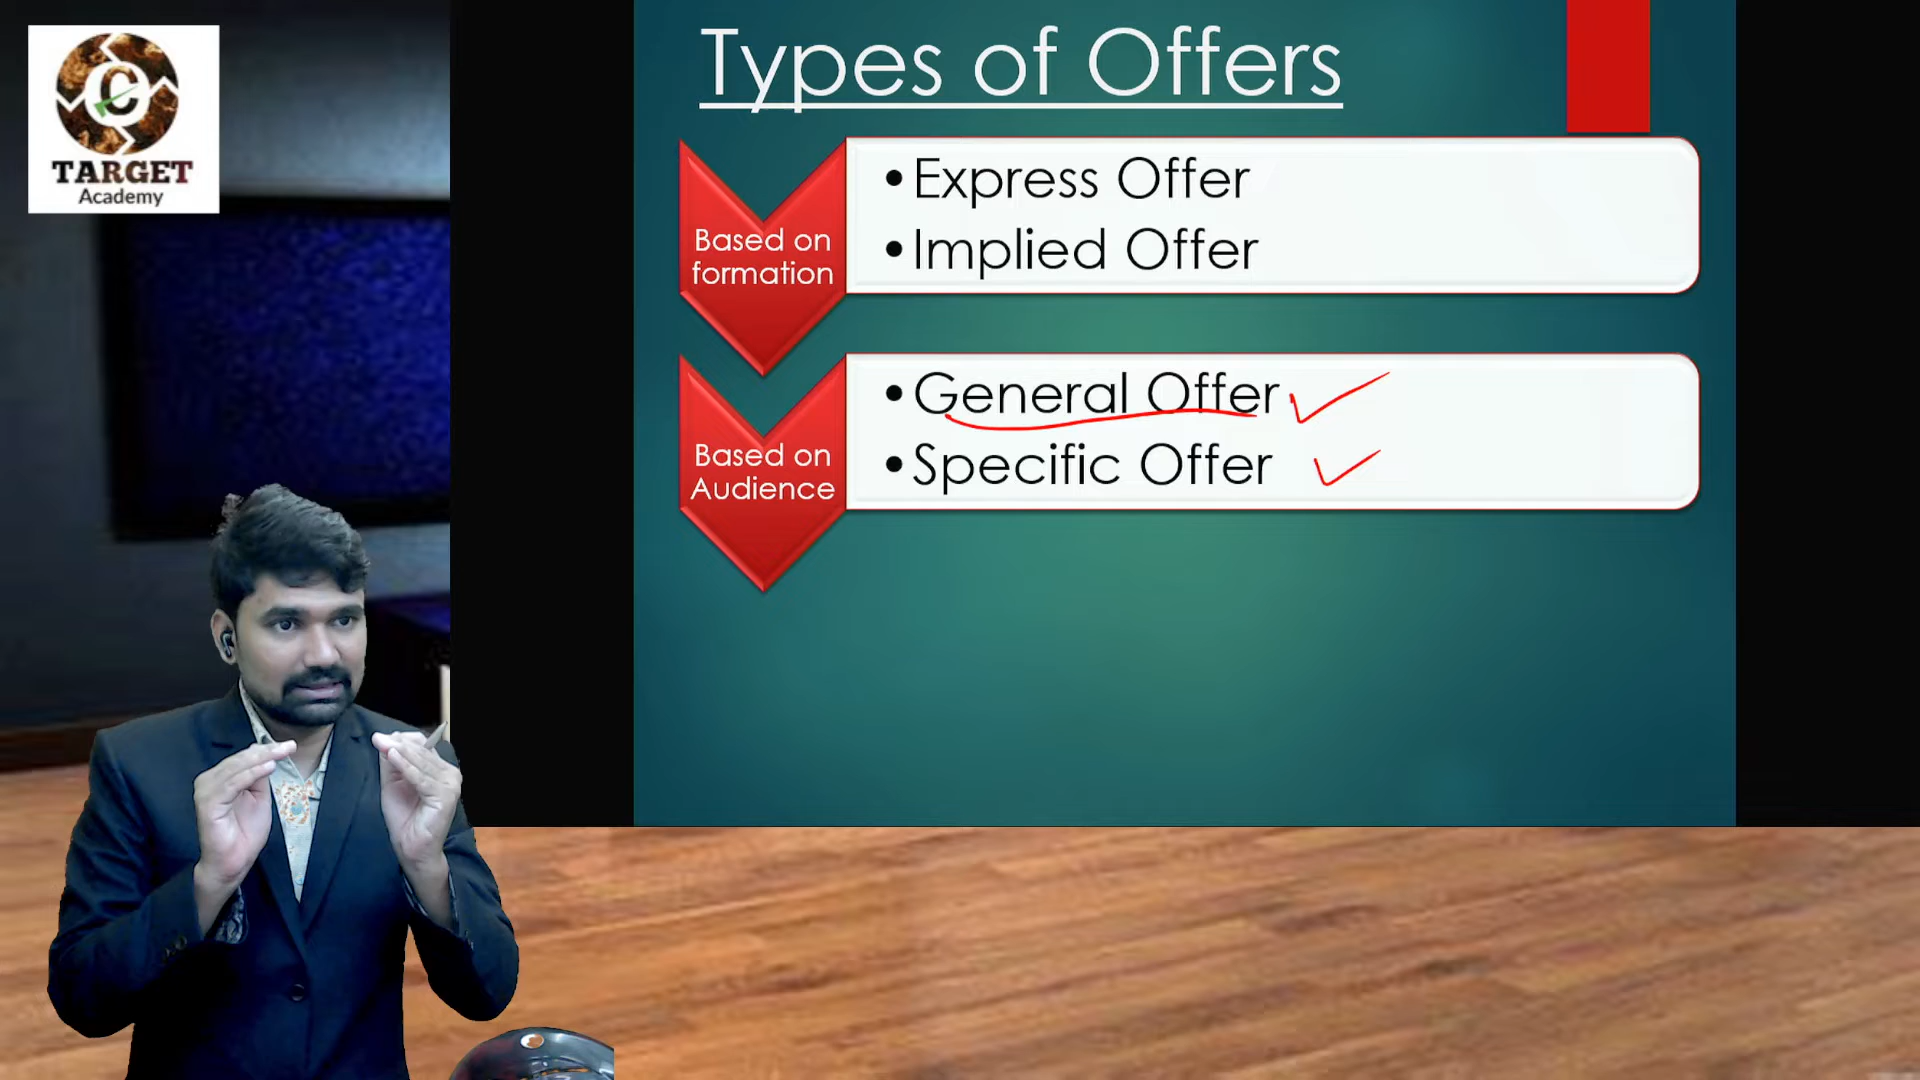 TARGET
Academy
Types of Offers
Based on
formation
•Express Offer
•Implied Offer
Based on
Audience
•General Offer
•Specific Offer